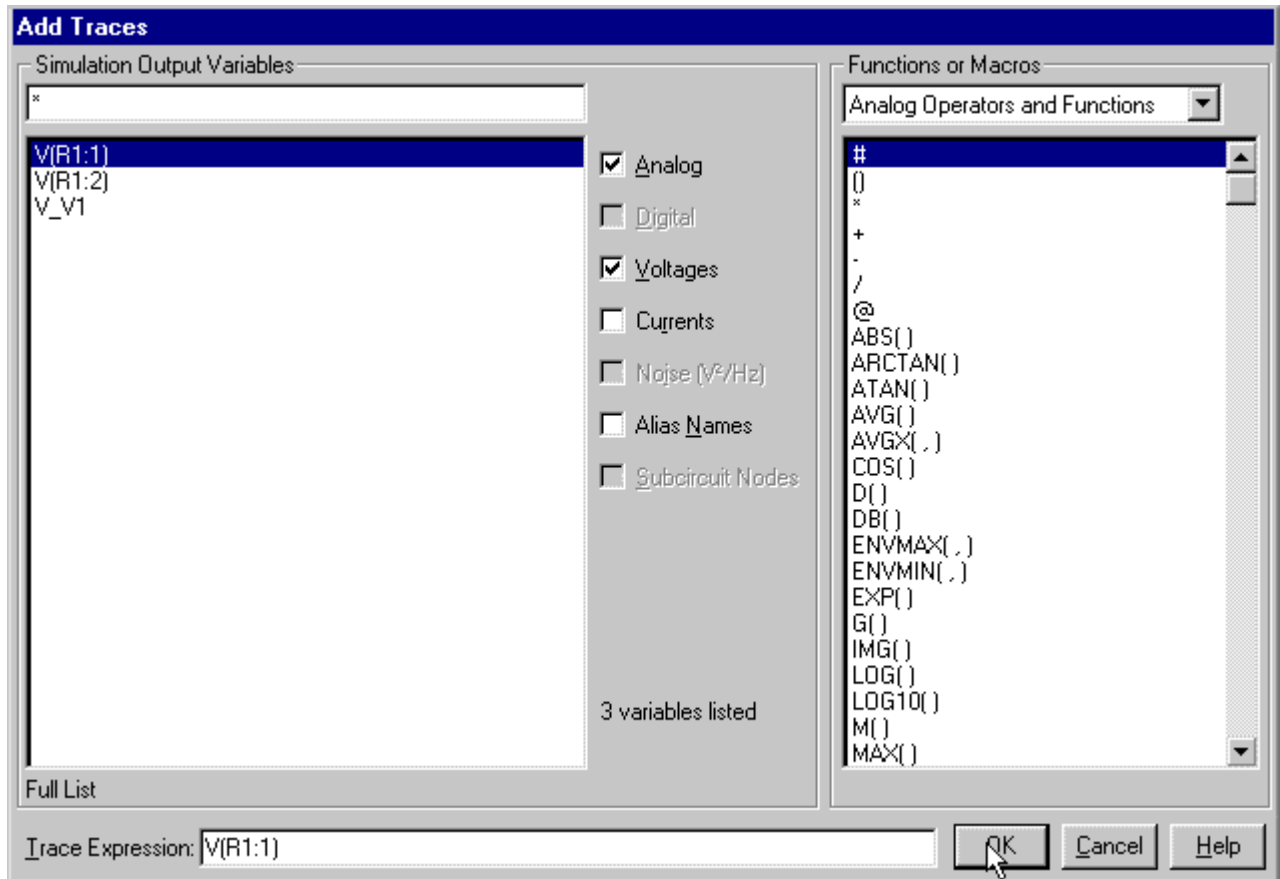 Add Traces
Simulation Output Variables
*
V(R1:1)
V(R1:2)
V_V1
Analog
Digital
Voltages
Currents
Noise (V²/Hz)
Alias Names
Subcircuit Nodes
3 variables listed
Full List
Functions or Macros
Analog Operators and Functions
#
()
*
+
-
/
@
ABS( )
ARCTAN( )
ATAN( )
AVG( )
AVGX( , )
COS( )
D( )
DB( )
ENVMAX( , )
ENVMIN( , )
EXP( )
G( )
IMG( )
LOG( )
LOG10( )
M( )
MAX( )
Trace Expression: V(R1:1)
OK
Cancel
Help